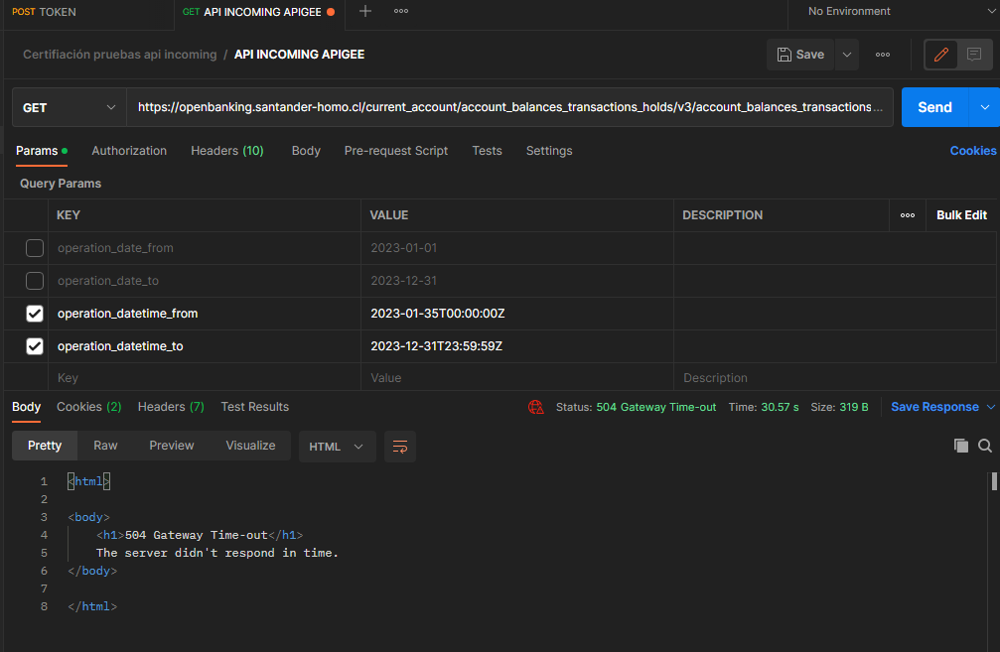 POST TOKEN GET API INCOMING APIGEE No Environment
Certifiación pruebas api incoming / API INCOMING APIGEE Save
GET https://openbanking.santander-homo.cl/current_account/account_balances_transactions_holds/v3/account_balances_transactions... Send
Params Authorization Headers (10) Body Pre-request Script Tests Settings Cookies
Query Params
KEY VALUE DESCRIPTION Bulk Edit
operation_date_from 2023-01-01
operation_date_to 2023-12-31
operation_datetime_from 2023-01-35T00:00:00Z
operation_datetime_to 2023-12-31T23:59:59Z
Key Value Description
Body Cookies (2) Headers (7) Test Results Status: 504 Gateway Time-out Time: 30.57 s Size: 319 B Save Response
Pretty Raw Preview Visualize HTML
1 <html>
2
3 <body>
4 <h1>504 Gateway Time-out</h1>
5 The server didn't respond in time.
6 </body>
7
8 </html>